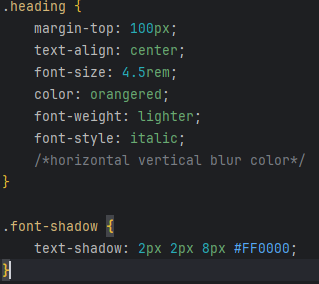 .heading {
    margin-top: 100px;
    text-align: center;
    font-size: 4.5rem;
    color: orangered;
    font-weight: lighter;
    font-style: italic;
    /*horizontal vertical blur color*/
}

.font-shadow {
    text-shadow: 2px 2px 8px #FF0000;
}